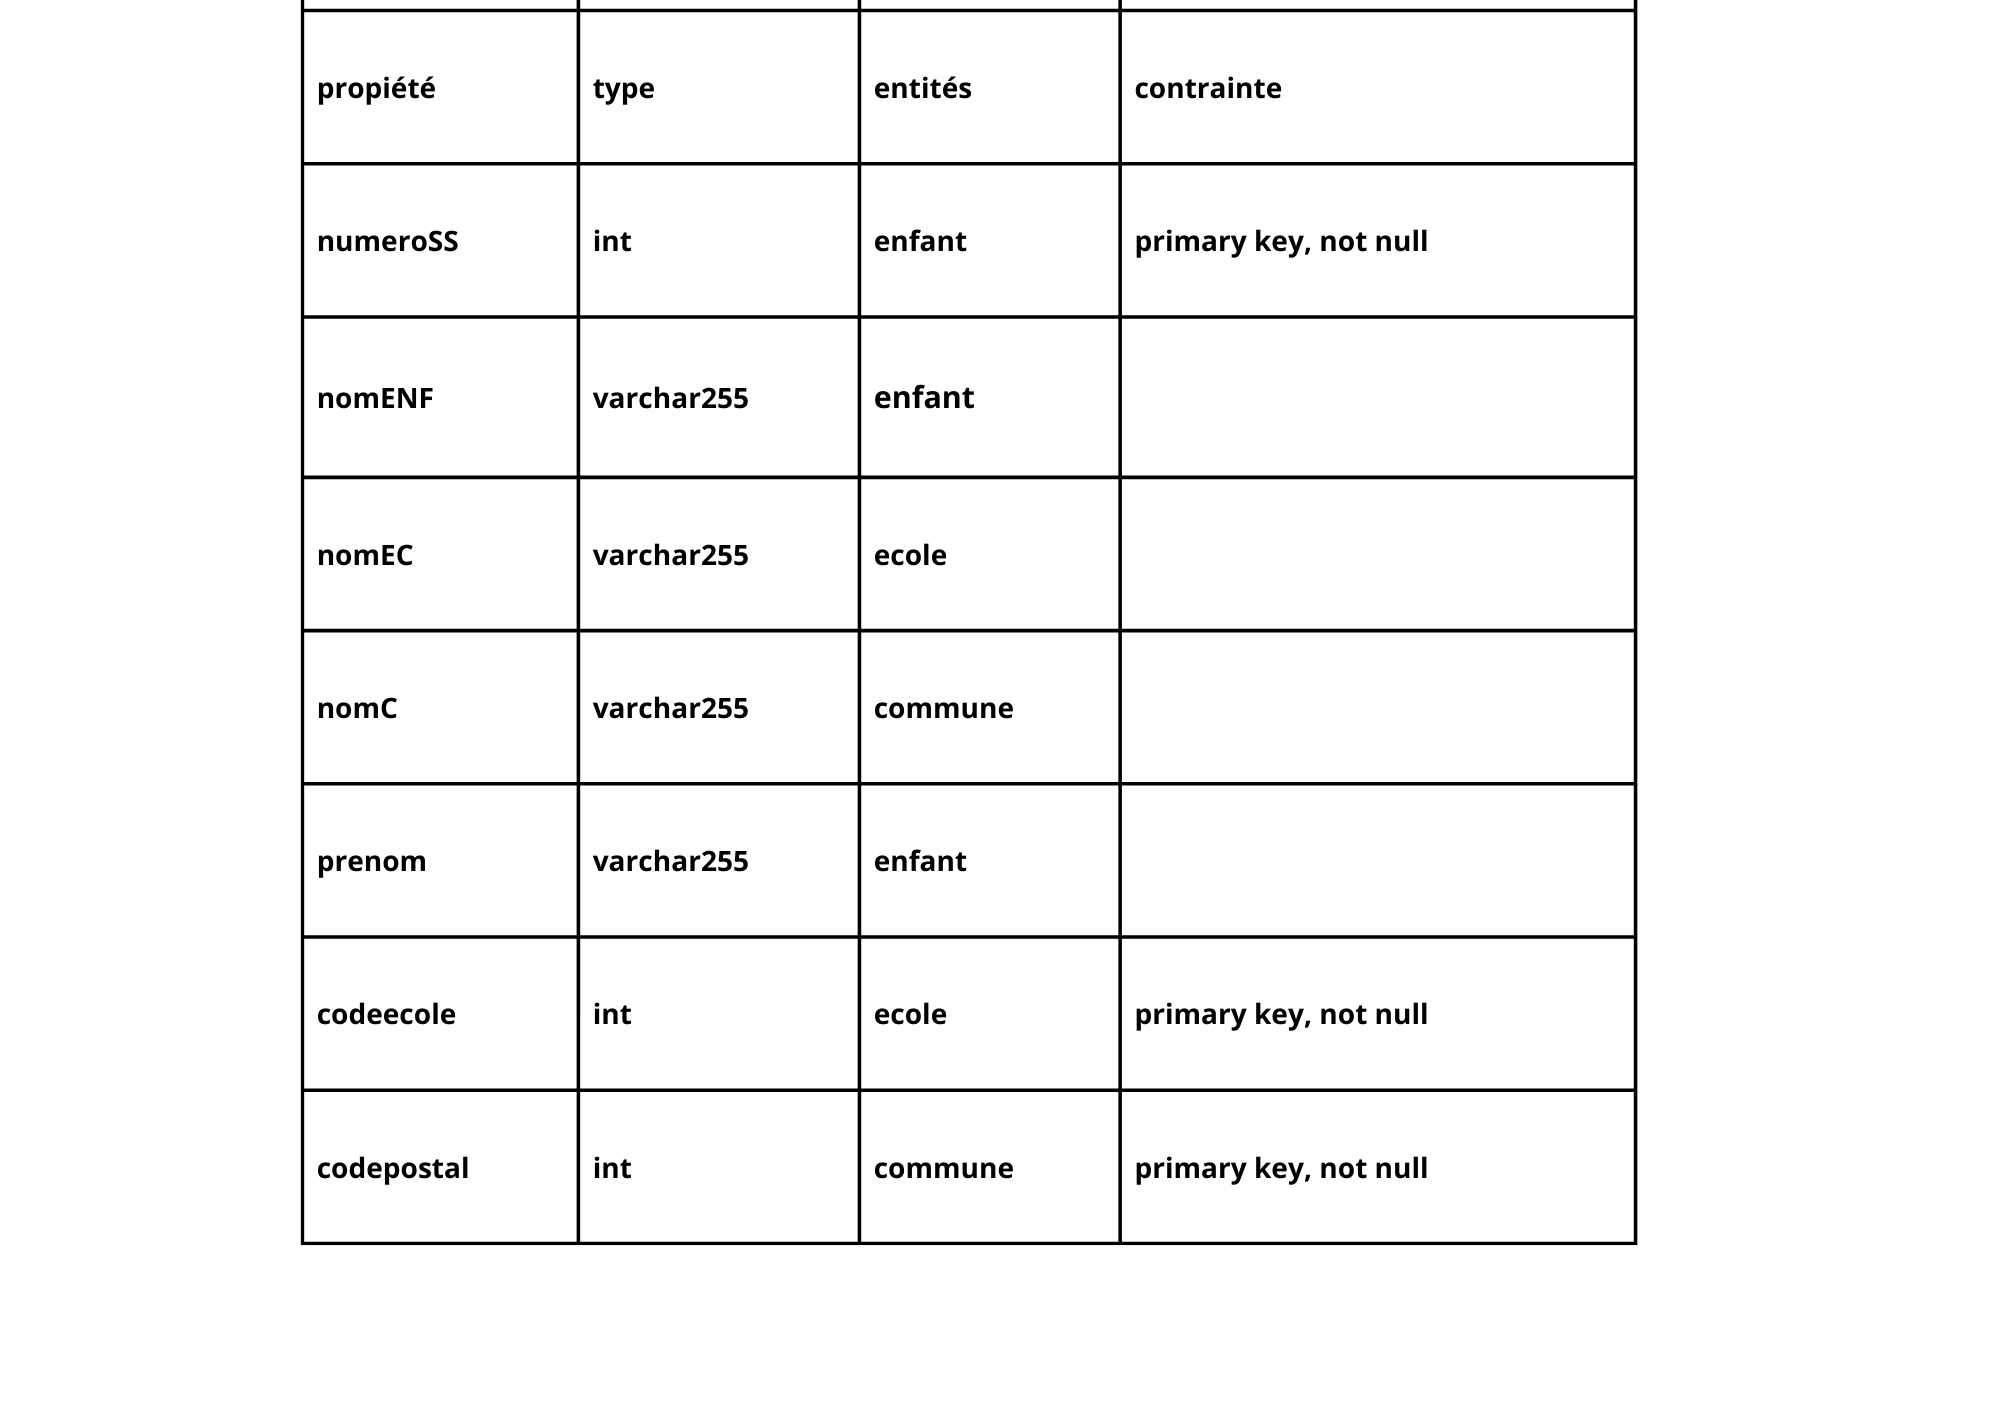 propiété type entités contrainte
numeroSS int enfant primary key, not null
nomENF varchar255 enfant
nomEC varchar255 ecole
nomC varchar255 commune
prenom varchar255 enfant
codeecole int ecole primary key, not null
codepostal int commune primary key, not null